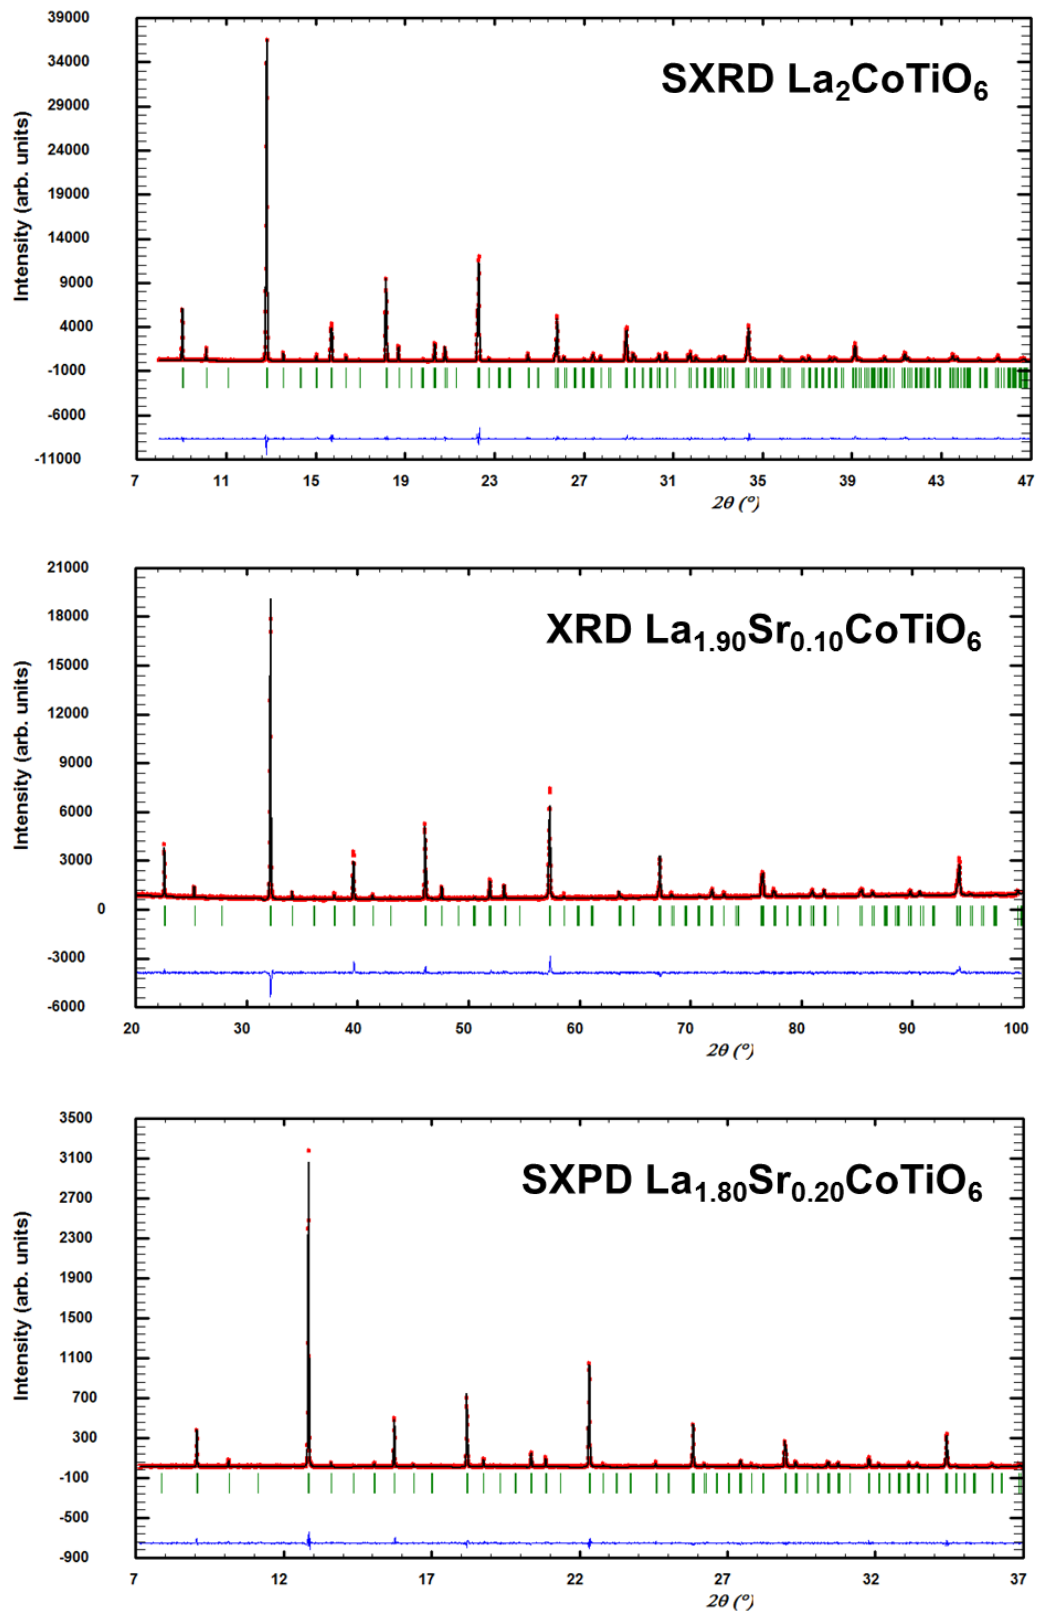 39000
34000
29000
24000
19000
14000
9000
4000
-1000
-6000
-11000
Intensity (arb. units)
SXRD La₂CoTiO₆
7 11 15 19 23 27 31 35 39 43 47
2θ (°)
21000
18000
15000
12000
9000
6000
3000
0
-3000
-6000
Intensity (arb. units)
XRD La₁.₉₀Sr₀.₁₀CoTiO₆
20 30 40 50 60 70 80 90 100
2θ (°)
3500
3100
2700
2300
1900
1500
1100
700
300
-100
-500
-900
Intensity (arb. units)
SXPD La₁.₈₀Sr₀.₂₀CoTiO₆
7 12 17 22 27 32 37
2θ (°)